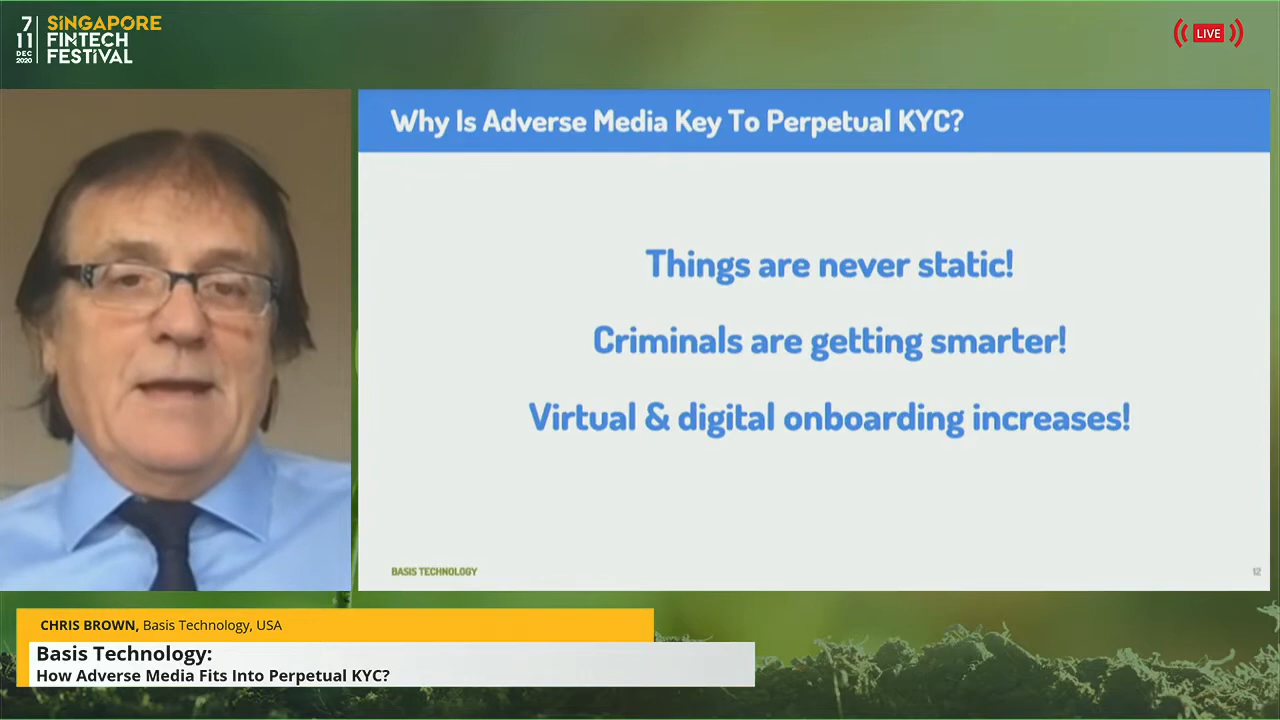 7
11
DEC
2020
SiNGAPORE
FiNTECH
FESTiVAL
LIVE
Why Is Adverse Media Key To Perpetual KYC?
Things are never static!
Criminals are getting smarter!
Virtual & digital onboarding increases!
BASIS TECHNOLOGY
12
CHRIS BROWN, Basis Technology, USA
Basis Technology:
How Adverse Media Fits Into Perpetual KYC?